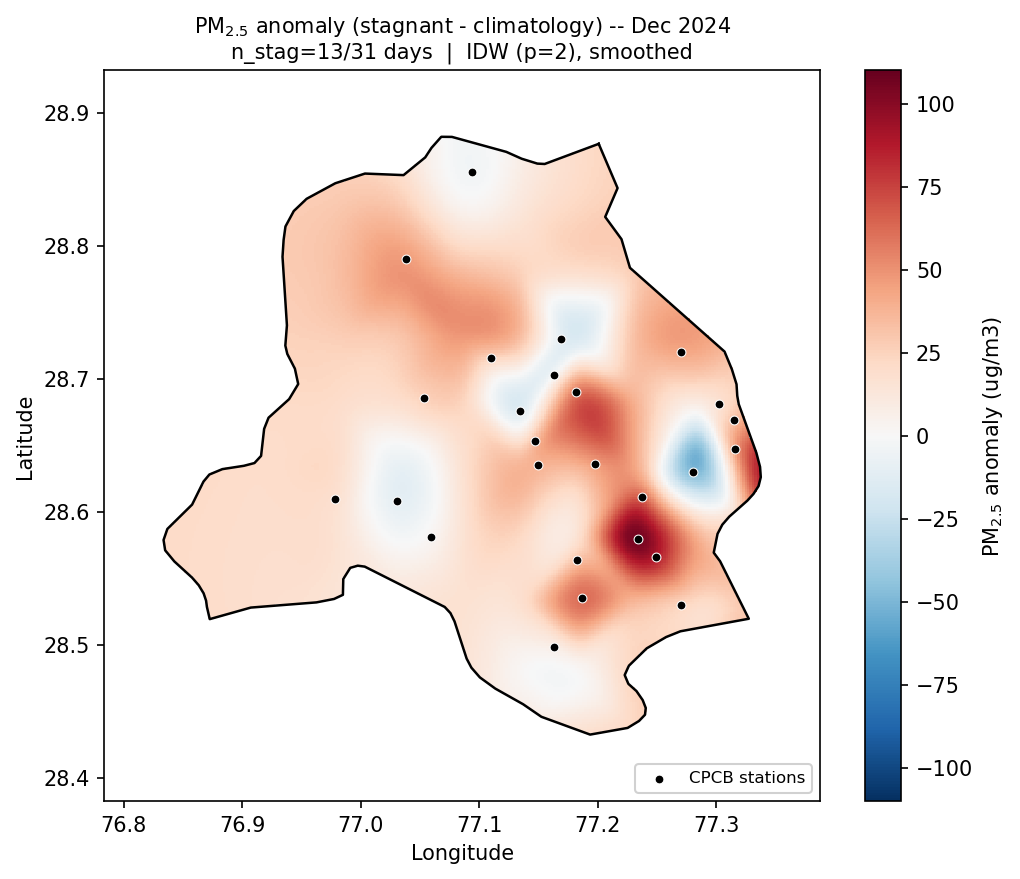 PM2.5 anomaly (stagnant - climatology) -- Dec 2024
n_stag=13/31 days | IDW (p=2), smoothed
28.9
28.8
28.7
28.6
28.5
28.4
Latitude
76.8 76.9 77.0 77.1 77.2 77.3
Longitude
CPCB stations
100
75
50
25
0
−25
−50
−75
−100
PM2.5 anomaly (ug/m3)